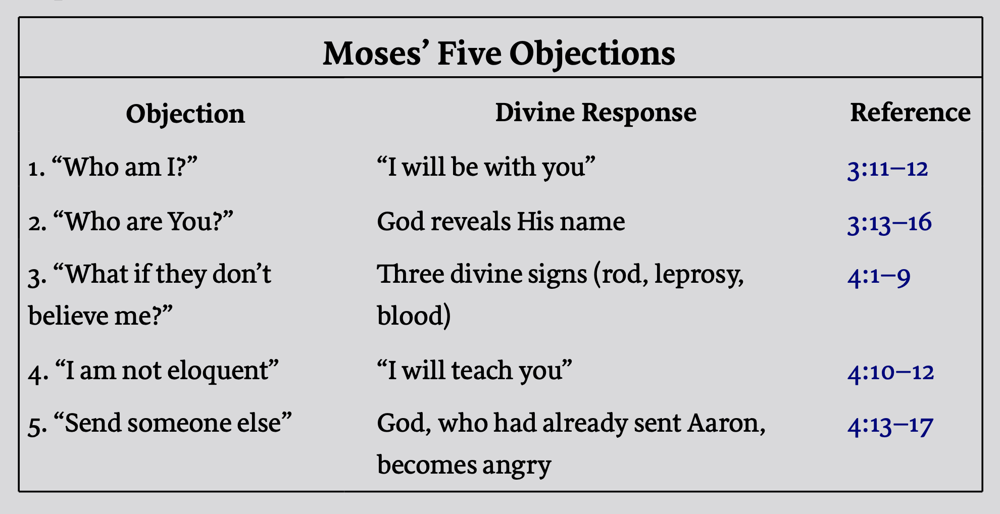 Moses’ Five Objections
Objection Divine Response Reference
1. “Who am I?” “I will be with you” 3:11–12
2. “Who are You?” God reveals His name 3:13–16
3. “What if they don’t Three divine signs (rod, leprosy, 4:1–9
believe me?” blood)
4. “I am not eloquent” “I will teach you” 4:10–12
5. “Send someone else” God, who had already sent Aaron, 4:13–17
becomes angry